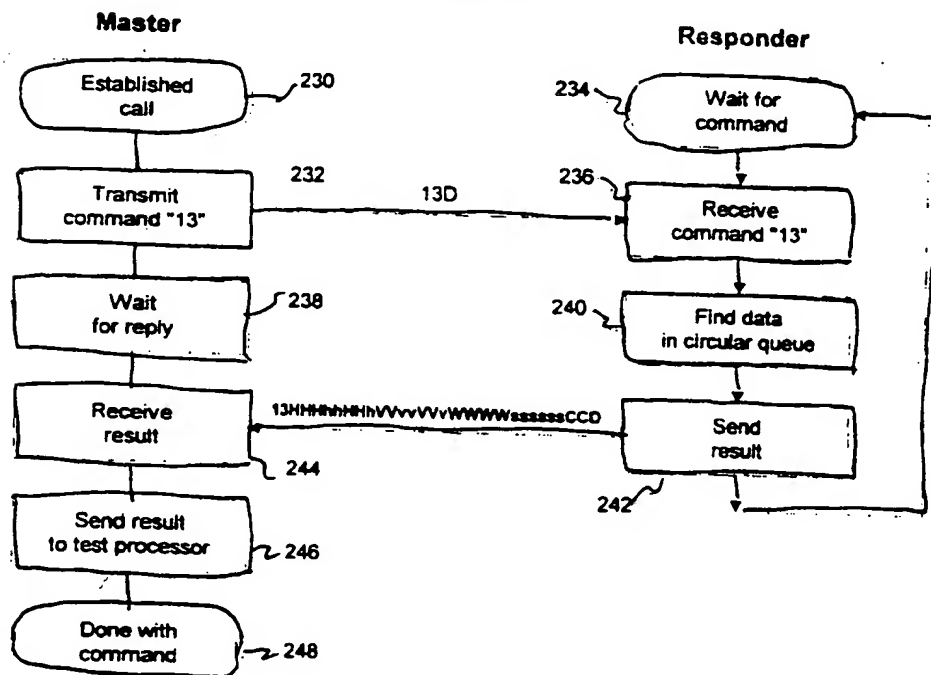 Master
Responder
Established
call
230
234
Wait for
command
232
236
Transmit
command "13"
13D
Receive
command "13"
Wait
for reply
238
240
Find data
in circular queue
Receive
result
13HHHhhHHhVVvvVVvWWWWssssssCCD
Send
result
244
242
Send result
to test processor
246
Done with
command
248